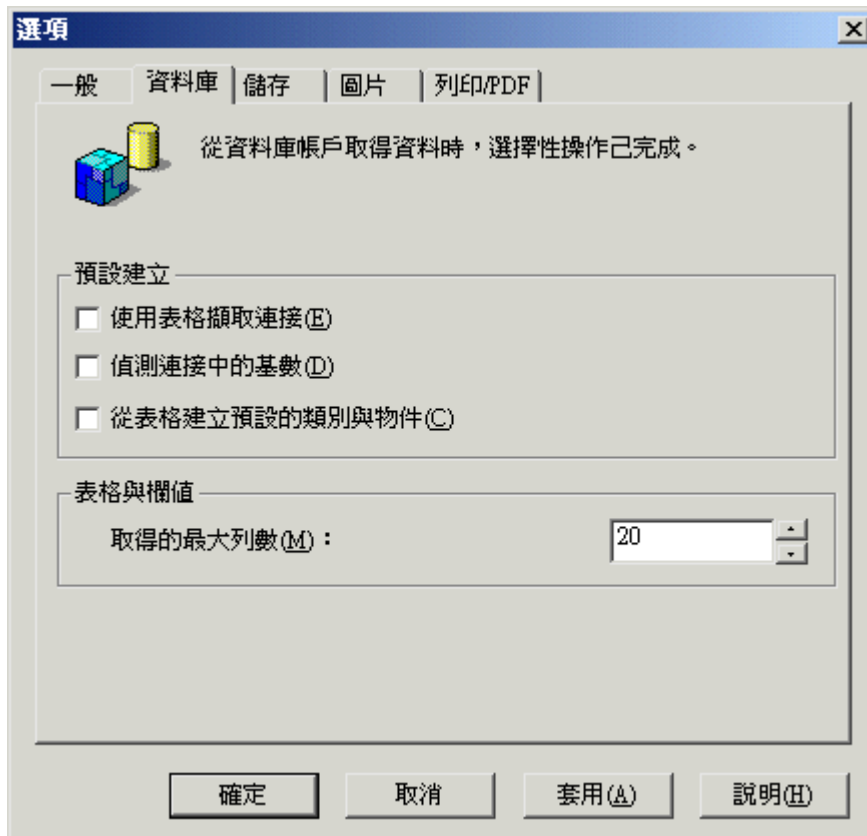 選項
一般 資料庫 儲存 圖片 列印/PDF
從資料庫帳戶取得資料時，選擇性操作已完成。
預設建立
使用表格擷取連接(E)
偵測連接中的基數(D)
從表格建立預設的類別與物件(C)
表格與欄值
取得的最大列數(M)： 20
確定 取消 套用(A) 說明(H)